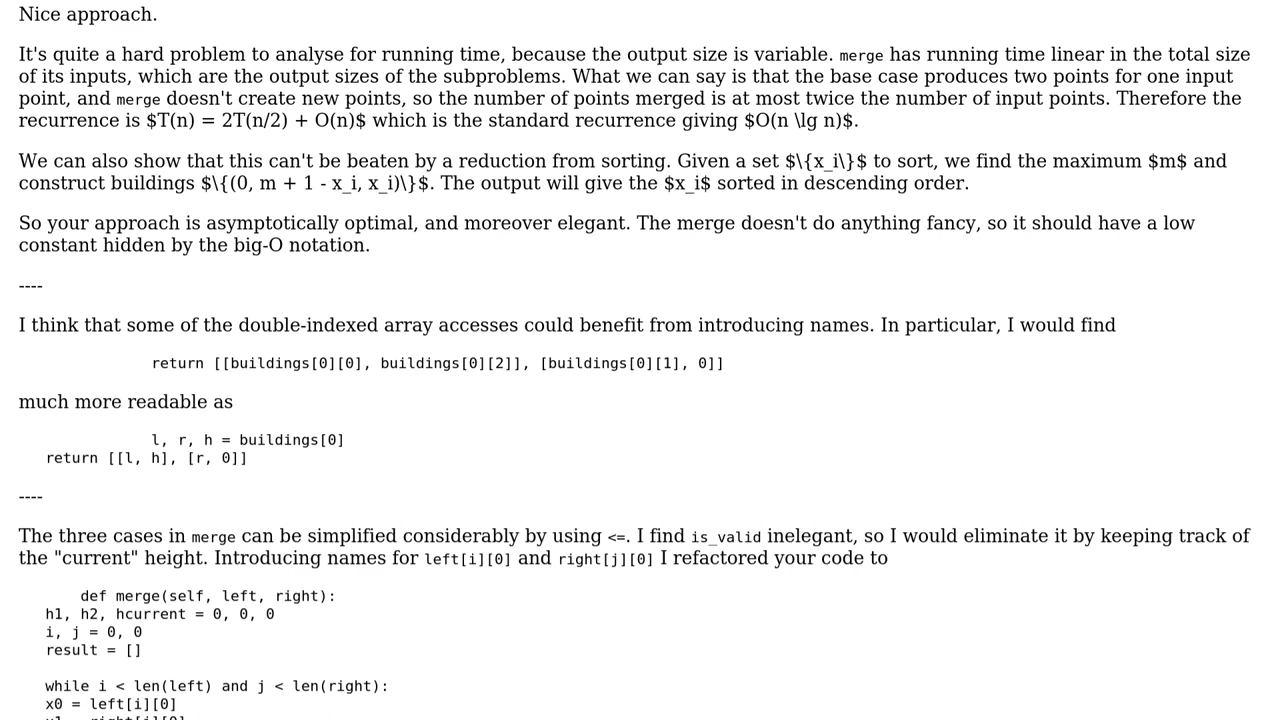 Nice approach.
It's quite a hard problem to analyse for running time, because the output size is variable. merge has running time linear in the total size
of its inputs, which are the output sizes of the subproblems. What we can say is that the base case produces two points for one input
point, and merge doesn't create new points, so the number of points merged is at most twice the number of input points. Therefore the
recurrence is $T(n) = 2T(n/2) + O(n)$ which is the standard recurrence giving $O(n \lg n)$.
We can also show that this can't be beaten by a reduction from sorting. Given a set $\{x_i\}$ to sort, we find the maximum $m$ and
construct buildings $\{(0, m + 1 - x_i, x_i)\}$. The output will give the $x_i$ sorted in descending order.
So your approach is asymptotically optimal, and moreover elegant. The merge doesn't do anything fancy, so it should have a low
constant hidden by the big-O notation.
----
I think that some of the double-indexed array accesses could benefit from introducing names. In particular, I would find
return [[buildings[0][0], buildings[0][2]], [buildings[0][1], 0]]
much more readable as
l, r, h = buildings[0]
return [[l, h], [r, 0]]
----
The three cases in merge can be simplified considerably by using <=. I find is_valid inelegant, so I would eliminate it by keeping track of
the "current" height. Introducing names for left[i][0] and right[j][0] I refactored your code to
def merge(self, left, right):
h1, h2, hcurrent = 0, 0, 0
i, j = 0, 0
result = []
while i < len(left) and j < len(right):
x0 = left[i][0]